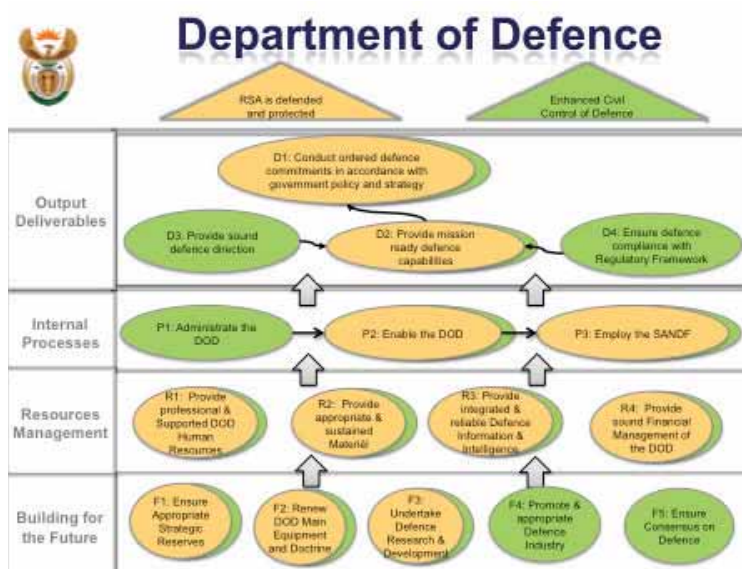 Department of Defence
RSA is defended
and protected
Enhanced Civil
Control of Defence
Output
Deliverables
D1: Conduct ordered defence
commitments in accordance with
government policy and strategy
D3: Provide sound
defence direction
D2: Provide mission
ready defence
capabilities
D4: Ensure defence
compliance with
Regulatory Framework
Internal
Processes
P1: Administrate the
DOD
P2: Enable the DOD
P3: Employ the SANDF
Resources
Management
R1: Provide
professional &
Supported DOD
Human
Resources
R2: Provide
appropriate &
sustained
Materiël
R3: Provide
integrated &
reliable Defence
Information &
Intelligence
R4: Provide
sound Financial
Management of
the DOD
Building for
the Future
F1: Ensure
Appropriate
Strategic
Reserves
F2: Renew
DOD Main
Equipment
and Doctrine
F3:
Undertake
Defence
Research &
Development
F4: Promote &
appropriate
Defence
Industry
F5: Ensure
Consensus on
Defence